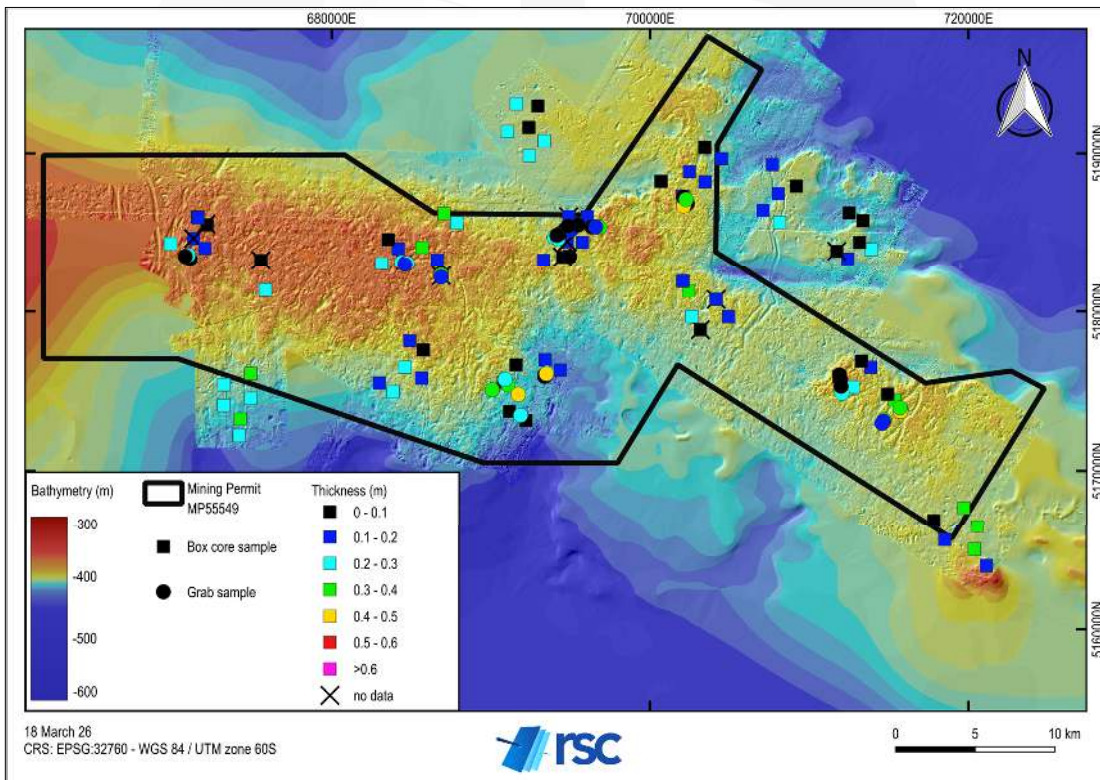 680000E 700000E 720000E
N
5190000N
5180000N
5170000N
5160000N
Bathymetry (m)
-300
-400
-500
-600
Mining Permit
MP55549
Box core sample
Grab sample
Thickness (m)
0 - 0.1
0.1 - 0.2
0.2 - 0.3
0.3 - 0.4
0.4 - 0.5
0.5 - 0.6
>0.6
no data
18 March 26
CRS: EPSG:32760 - WGS 84 / UTM zone 60S
rsc
0 5 10 km